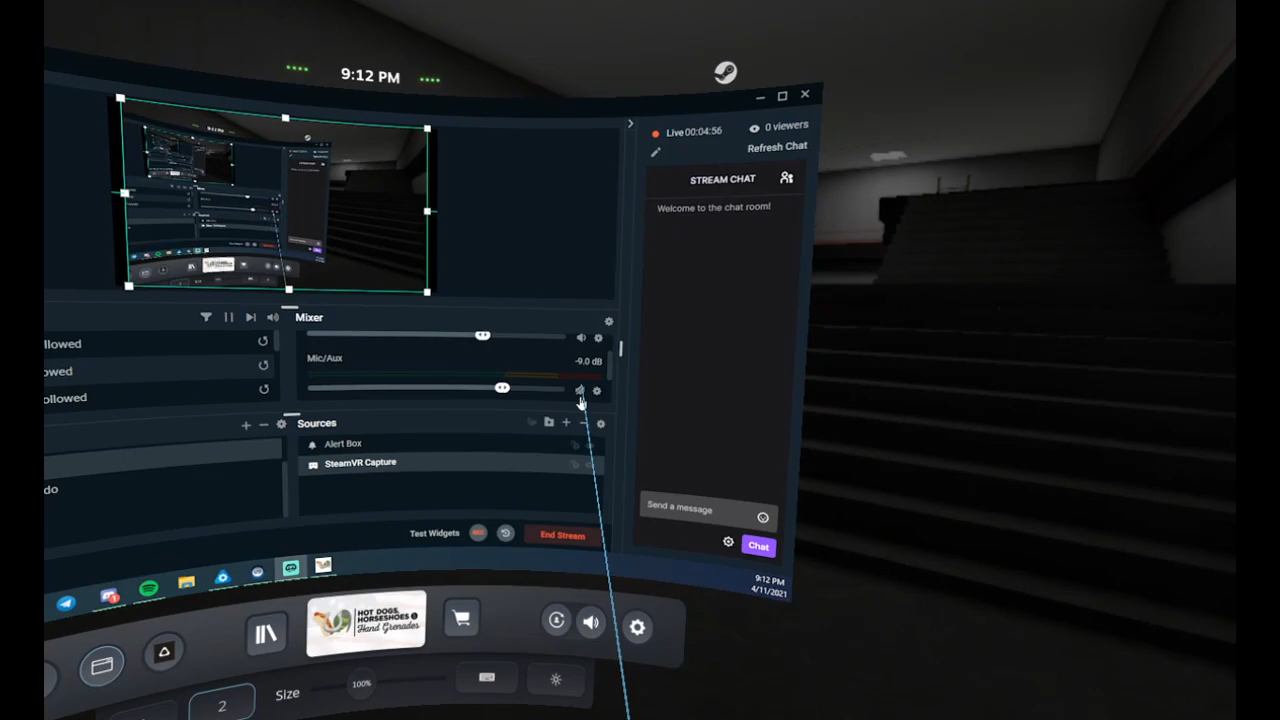 9:12 PM
Live 00:04:56
0 viewers
Refresh Chat
STREAM CHAT
Welcome to the chat room!
Mixer
llowed
Mic/Aux
-9.0 dB
owed
ollowed
Sources
Alert Box
SteamVR Capture
do
Send a message
Test Widgets
REC
End Stream
Chat
9:12 PM
4/11/2021
HOT DOGS,
HORSESHOES &
Hand Grenades
2
Size
100%